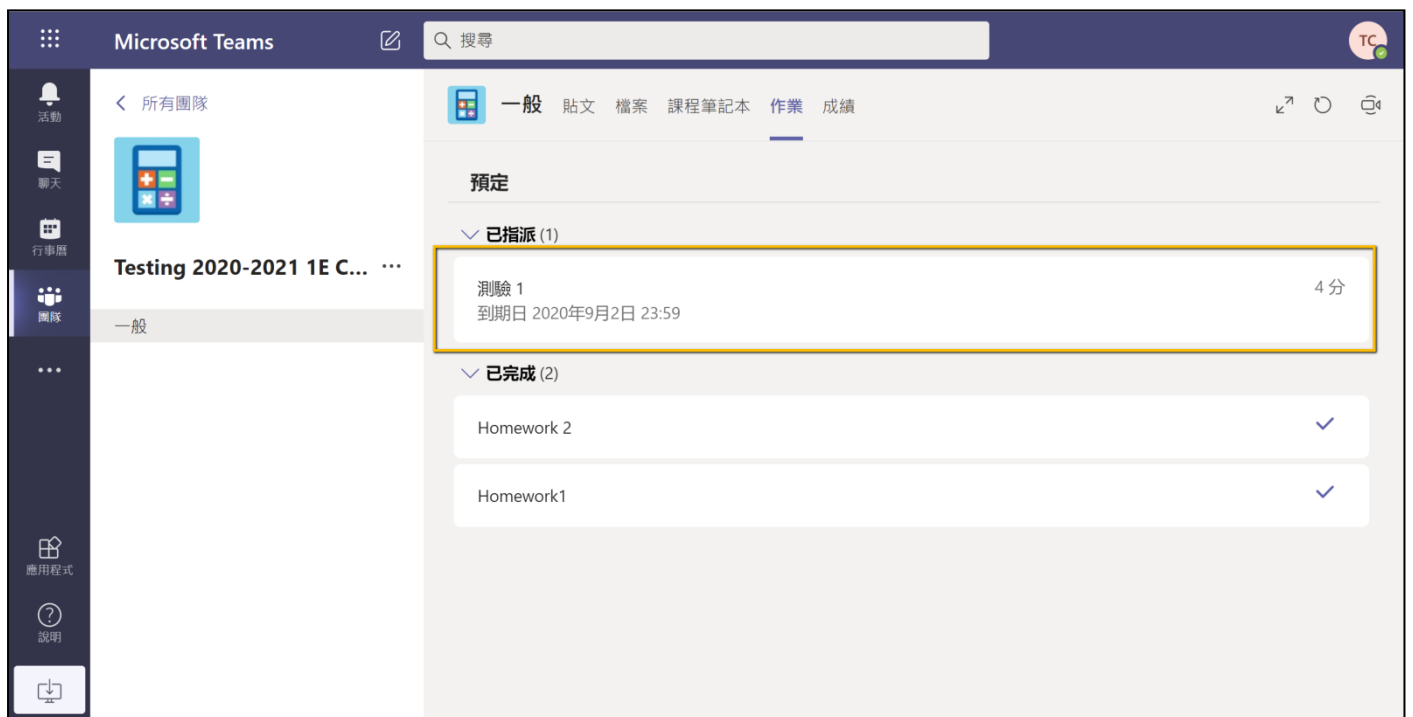 Microsoft Teams
搜尋
TC
活動
聊天
行事曆
團隊
應用程式
說明
所有團隊
Testing 2020-2021 1E C... ...
一般
一般 貼文 檔案 課程筆記本 作業 成績
預定
已指派 (1)
測驗 1 4 分
到期日 2020年9月2日 23:59
已完成 (2)
Homework 2
Homework1